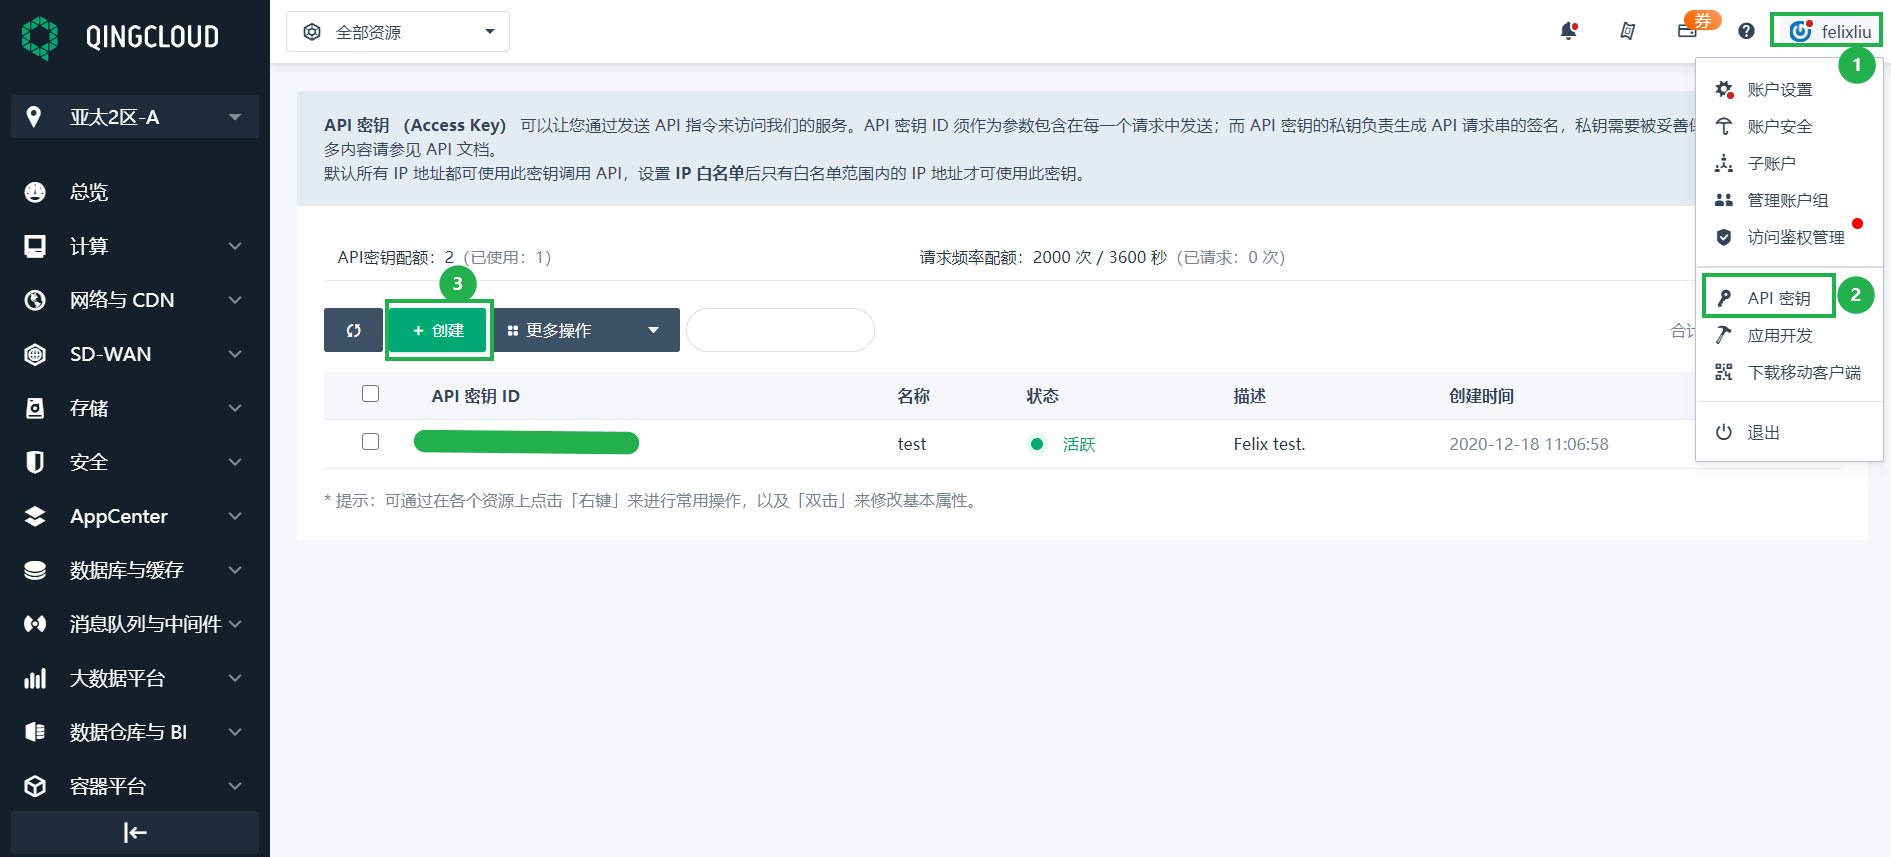 QINGCLOUD
亚太2区-A
总览
计算
网络与 CDN
SD-WAN
存储
安全
AppCenter
数据库与缓存
消息队列与中间件
大数据平台
数据仓库与 BI
容器平台
全部资源
券
felixliu
1
账户设置
账户安全
子账户
管理账户组
访问鉴权管理
API 密钥
2
应用开发
下载移动客户端
退出
API 密钥 （Access Key） 可以让您通过发送 API 指令来访问我们的服务。API 密钥 ID 须作为参数包含在每一个请求中发送；而 API 密钥的私钥负责生成 API 请求串的签名，私钥需要被妥善
多内容请参见 API 文档。
默认所有 IP 地址都可使用此密钥调用 API，设置 IP 白名单后只有白名单范围内的 IP 地址才可使用此密钥。
API密钥配额：2（已使用：1）
请求频率配额：2000 次 / 3600 秒（已请求：0 次）
3
+ 创建
更多操作
合计
API 密钥 ID 名称 状态 描述 创建时间
test 活跃 Felix test. 2020-12-18 11:06:58
* 提示：可通过在各个资源上点击「右键」来进行常用操作，以及「双击」来修改基本属性。